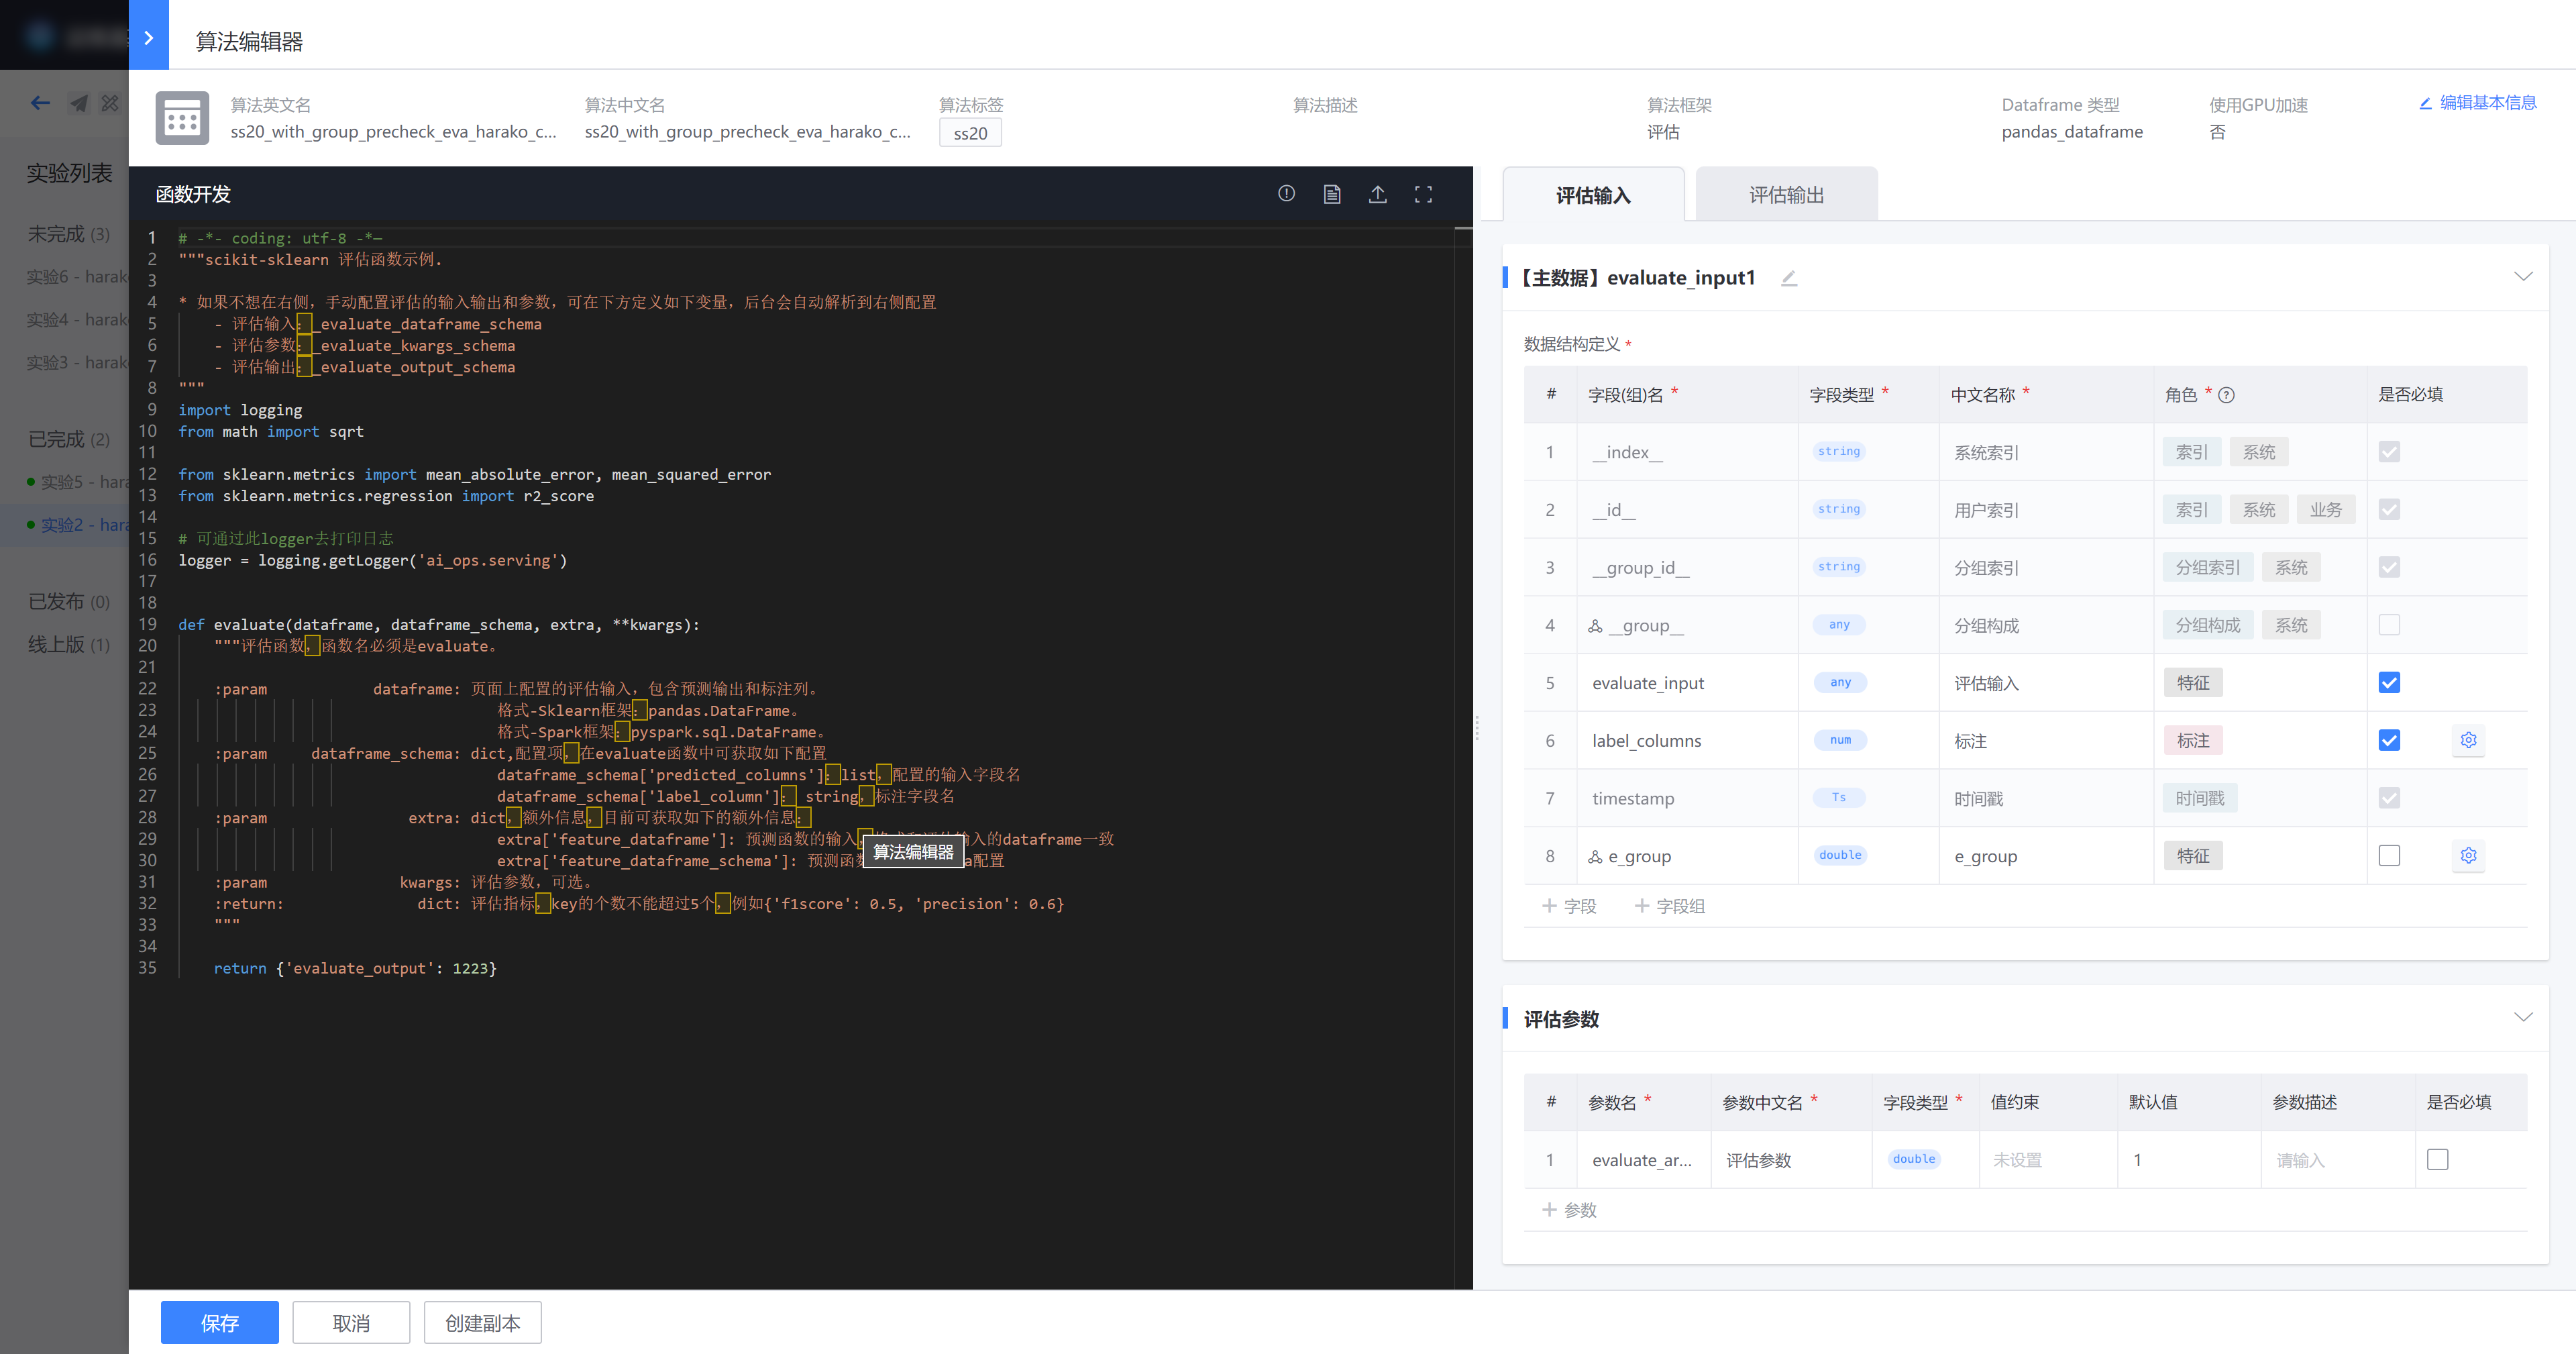 算法编辑器
实验列表
未完成 (3)
实验6 - harak
实验4 - harak
实验3 - harak
已完成 (2)
实验5 - hara
实验2 - hara
已发布 (0)
线上版 (1)
算法英文名
ss20_with_group_precheck_eva_harako_c...
算法中文名
ss20_with_group_precheck_eva_harako_c...
算法标签
ss20
算法描述
算法框架
评估
Dataframe 类型
pandas_dataframe
使用GPU加速
否
编辑基本信息
函数开发
1 # -*- coding: utf-8 -*—
2 """scikit-sklearn 评估函数示例.
3
4 * 如果不想在右侧，手动配置评估的输入输出和参数，可在下方定义如下变量，后台会自动解析到右侧配置
5 - 评估输入：_evaluate_dataframe_schema
6 - 评估参数：_evaluate_kwargs_schema
7 - 评估输出：_evaluate_output_schema
8 """
9 import logging
10 from math import sqrt
11
12 from sklearn.metrics import mean_absolute_error, mean_squared_error
13 from sklearn.metrics.regression import r2_score
14
15 # 可通过此logger去打印日志
16 logger = logging.getLogger('ai_ops.serving')
17
18
19 def evaluate(dataframe, dataframe_schema, extra, **kwargs):
20 """评估函数，函数名必须是evaluate。
21
22 :param dataframe: 页面上配置的评估输入，包含预测输出和标注列。
23 格式-Sklearn框架：pandas.DataFrame。
24 格式-Spark框架：pyspark.sql.DataFrame。
25 :param dataframe_schema: dict,配置项，在evaluate函数中可获取如下配置
26 dataframe_schema['predicted_columns']：list，配置的输入字段名
27 dataframe_schema['label_column']： string，标注字段名
28 :param extra: dict，额外信息，目前可获取如下的额外信息：
29 extra['feature_dataframe']: 预测函数的输入，输入的dataframe一致
30 extra['feature_dataframe_schema']: 预测函 a配置
算法编辑器
31 :param kwargs: 评估参数，可选。
32 :return: dict: 评估指标，key的个数不能超过5个，例如{'f1score': 0.5, 'precision': 0.6}
33 """
34
35 return {'evaluate_output': 1223}
评估输入
评估输出
【主数据】evaluate_input1
数据结构定义 *
# 字段(组)名 * 字段类型 * 中文名称 * 角色 * ? 是否必填
1 __index__ string 系统索引 索引 系统
2 __id__ string 用户索引 索引 系统 业务
3 __group_id__ string 分组索引 分组索引 系统
4 __group__ any 分组构成 分组构成 系统
5 evaluate_input any 评估输入 特征
6 label_columns num 标注 标注
7 timestamp Ts 时间戳 时间戳
8 e_group double e_group 特征
+ 字段 + 字段组
评估参数
# 参数名 * 参数中文名 * 字段类型 * 值约束 默认值 参数描述 是否必填
1 evaluate_ar... 评估参数 double 未设置 1 请输入
+ 参数
保存
取消
创建副本